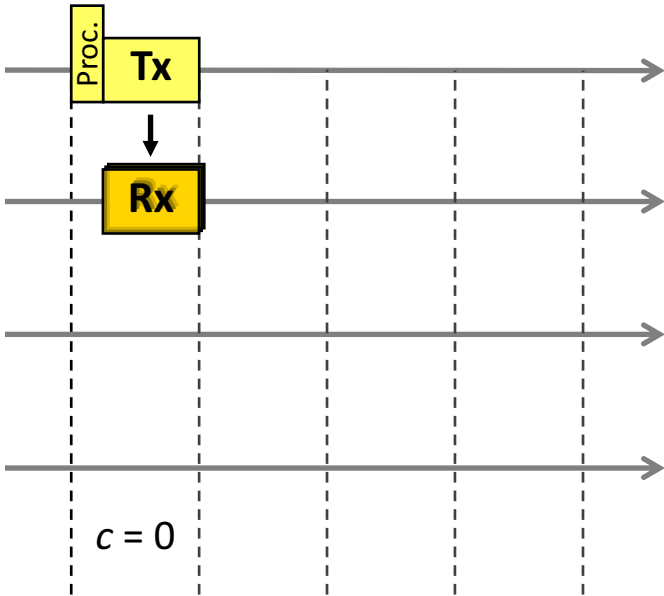 Proc.
Tx
Rx
c = 0